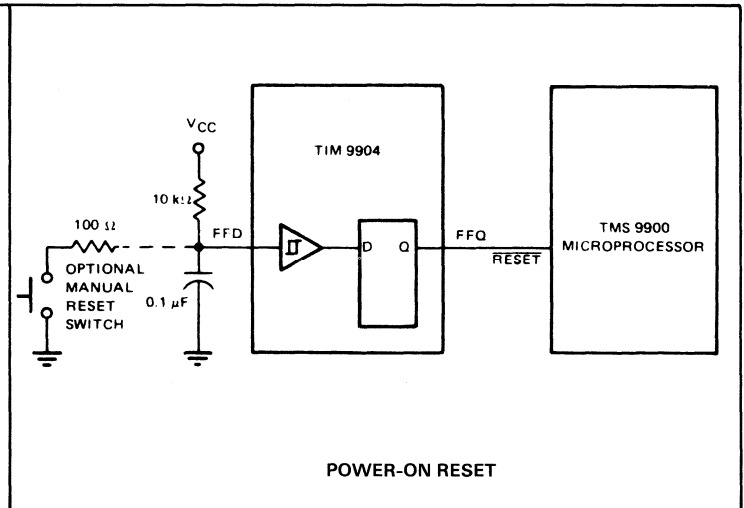 VCC
TIM 9904
10 kΩ
100 Ω
FFD
D Q
FFQ
RESET
TMS 9900
MICROPROCESSOR
OPTIONAL
MANUAL
RESET
SWITCH
0.1 μF
POWER-ON RESET